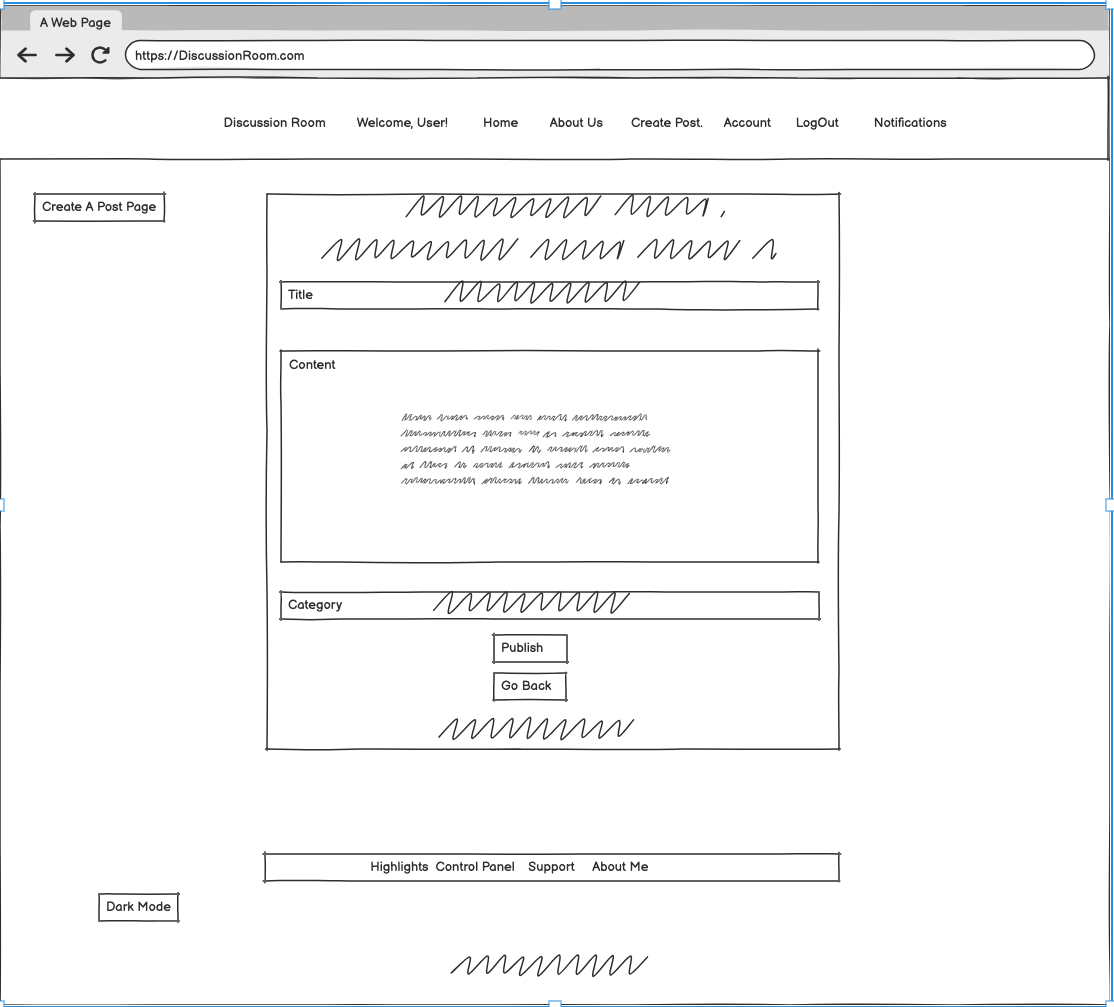 A Web Page
https://DiscussionRoom.com
Discussion Room Welcome, User! Home About Us Create Post. Account LogOut Notifications
Create A Post Page
Title
Content
Category
Publish
Go Back
Highlights Control Panel Support About Me
Dark Mode